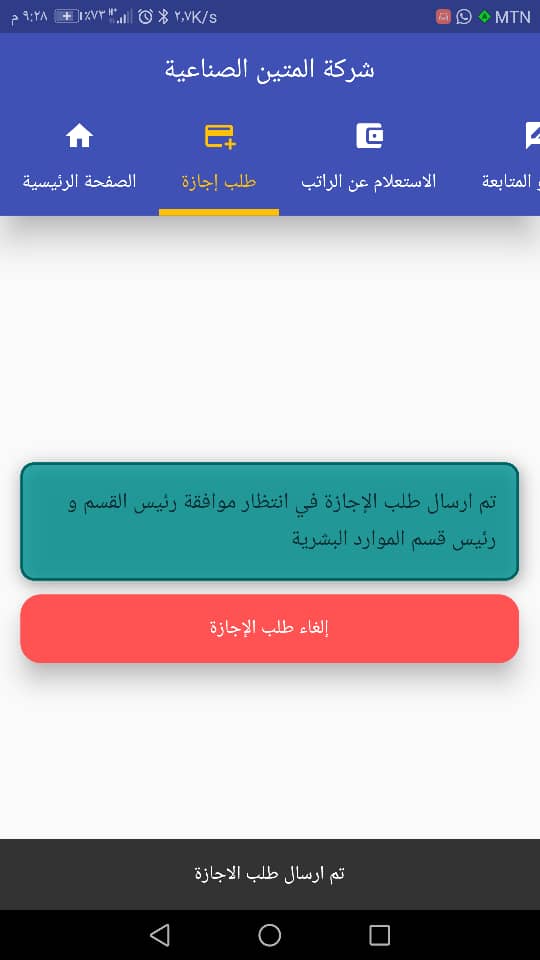 ٩:٢٨ م ٧٣٪ ٢,٧K/s MTN
شركة المتين الصناعية
الصفحة الرئيسية
طلب إجازة
الاستعلام عن الراتب
و المتابعة
تم ارسال طلب الإجازة في انتظار موافقة رئيس القسم و
رئيس قسم الموارد البشرية
إلغاء طلب الإجازة
تم ارسال طلب الاجازة